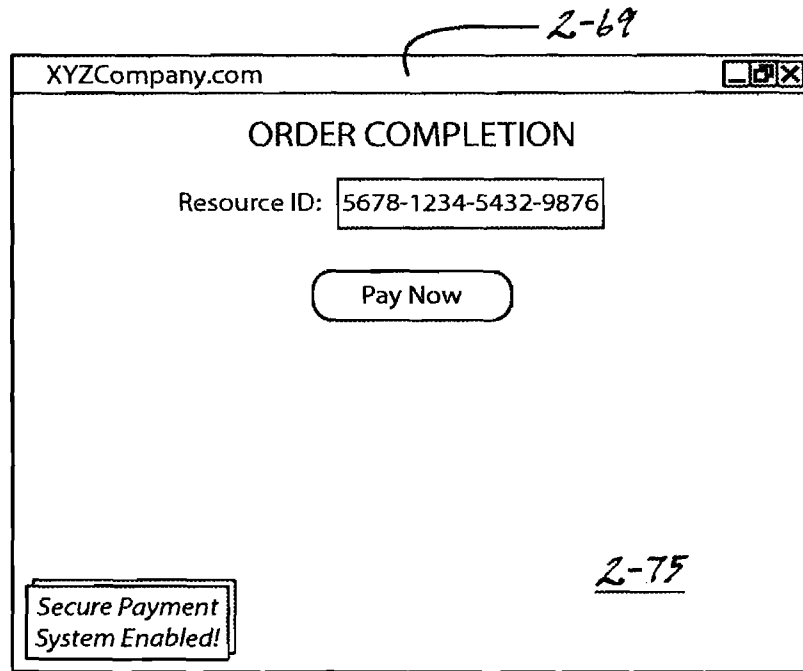 2-69
XYZCompany.com
ORDER COMPLETION
Resource ID: 5678-1234-5432-9876
Pay Now
2-75
Secure Payment
System Enabled!